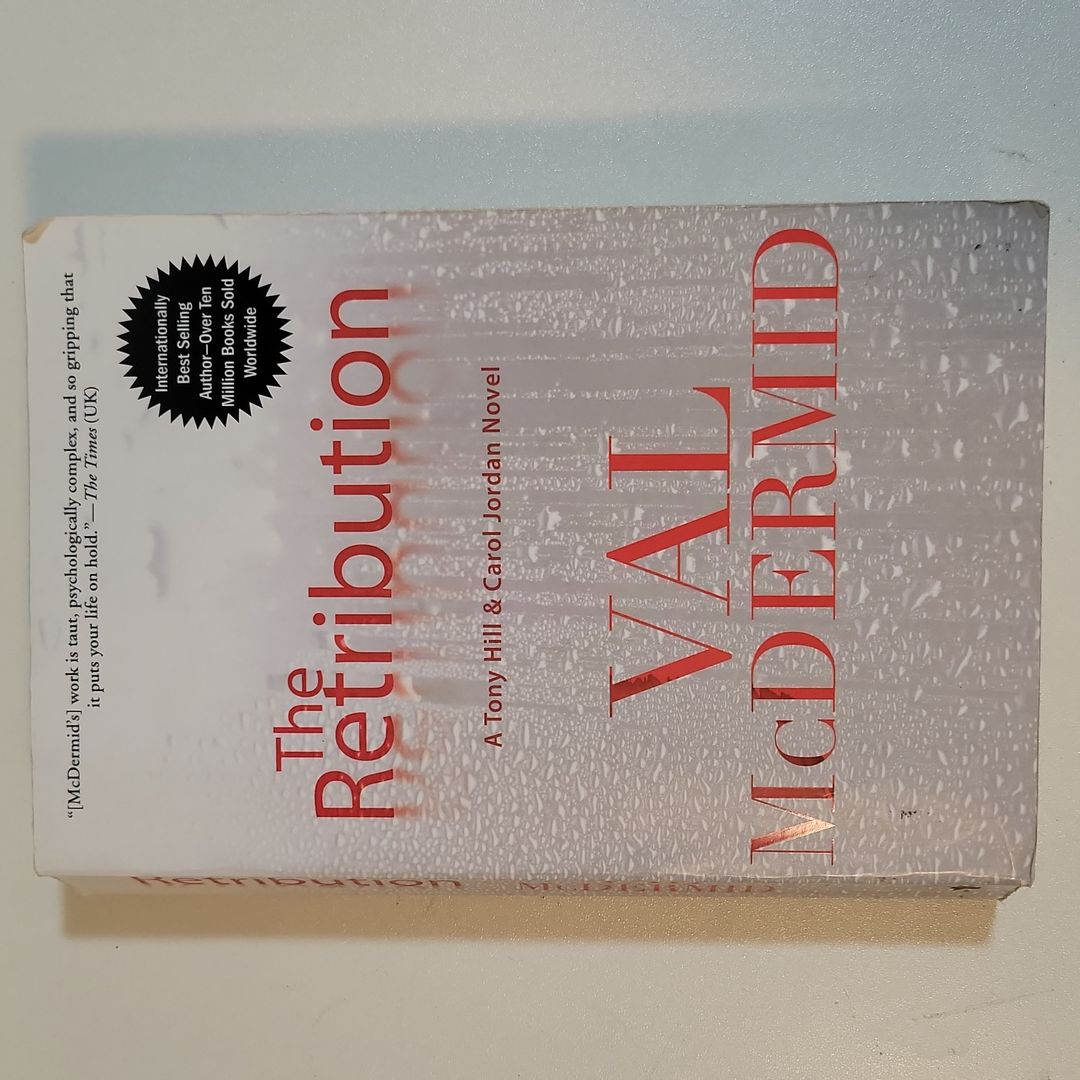 “[McDermid’s] work is taut, psychologically complex, and so gripping that
it puts your life on hold.”—The Times (UK)
Internationally
Best Selling
Author—Over Ten
Million Books Sold
Worldwide
The
Retribution
A Tony Hill & Carol Jordan Novel
VAL
McDERMID
Retribution
McDERMID